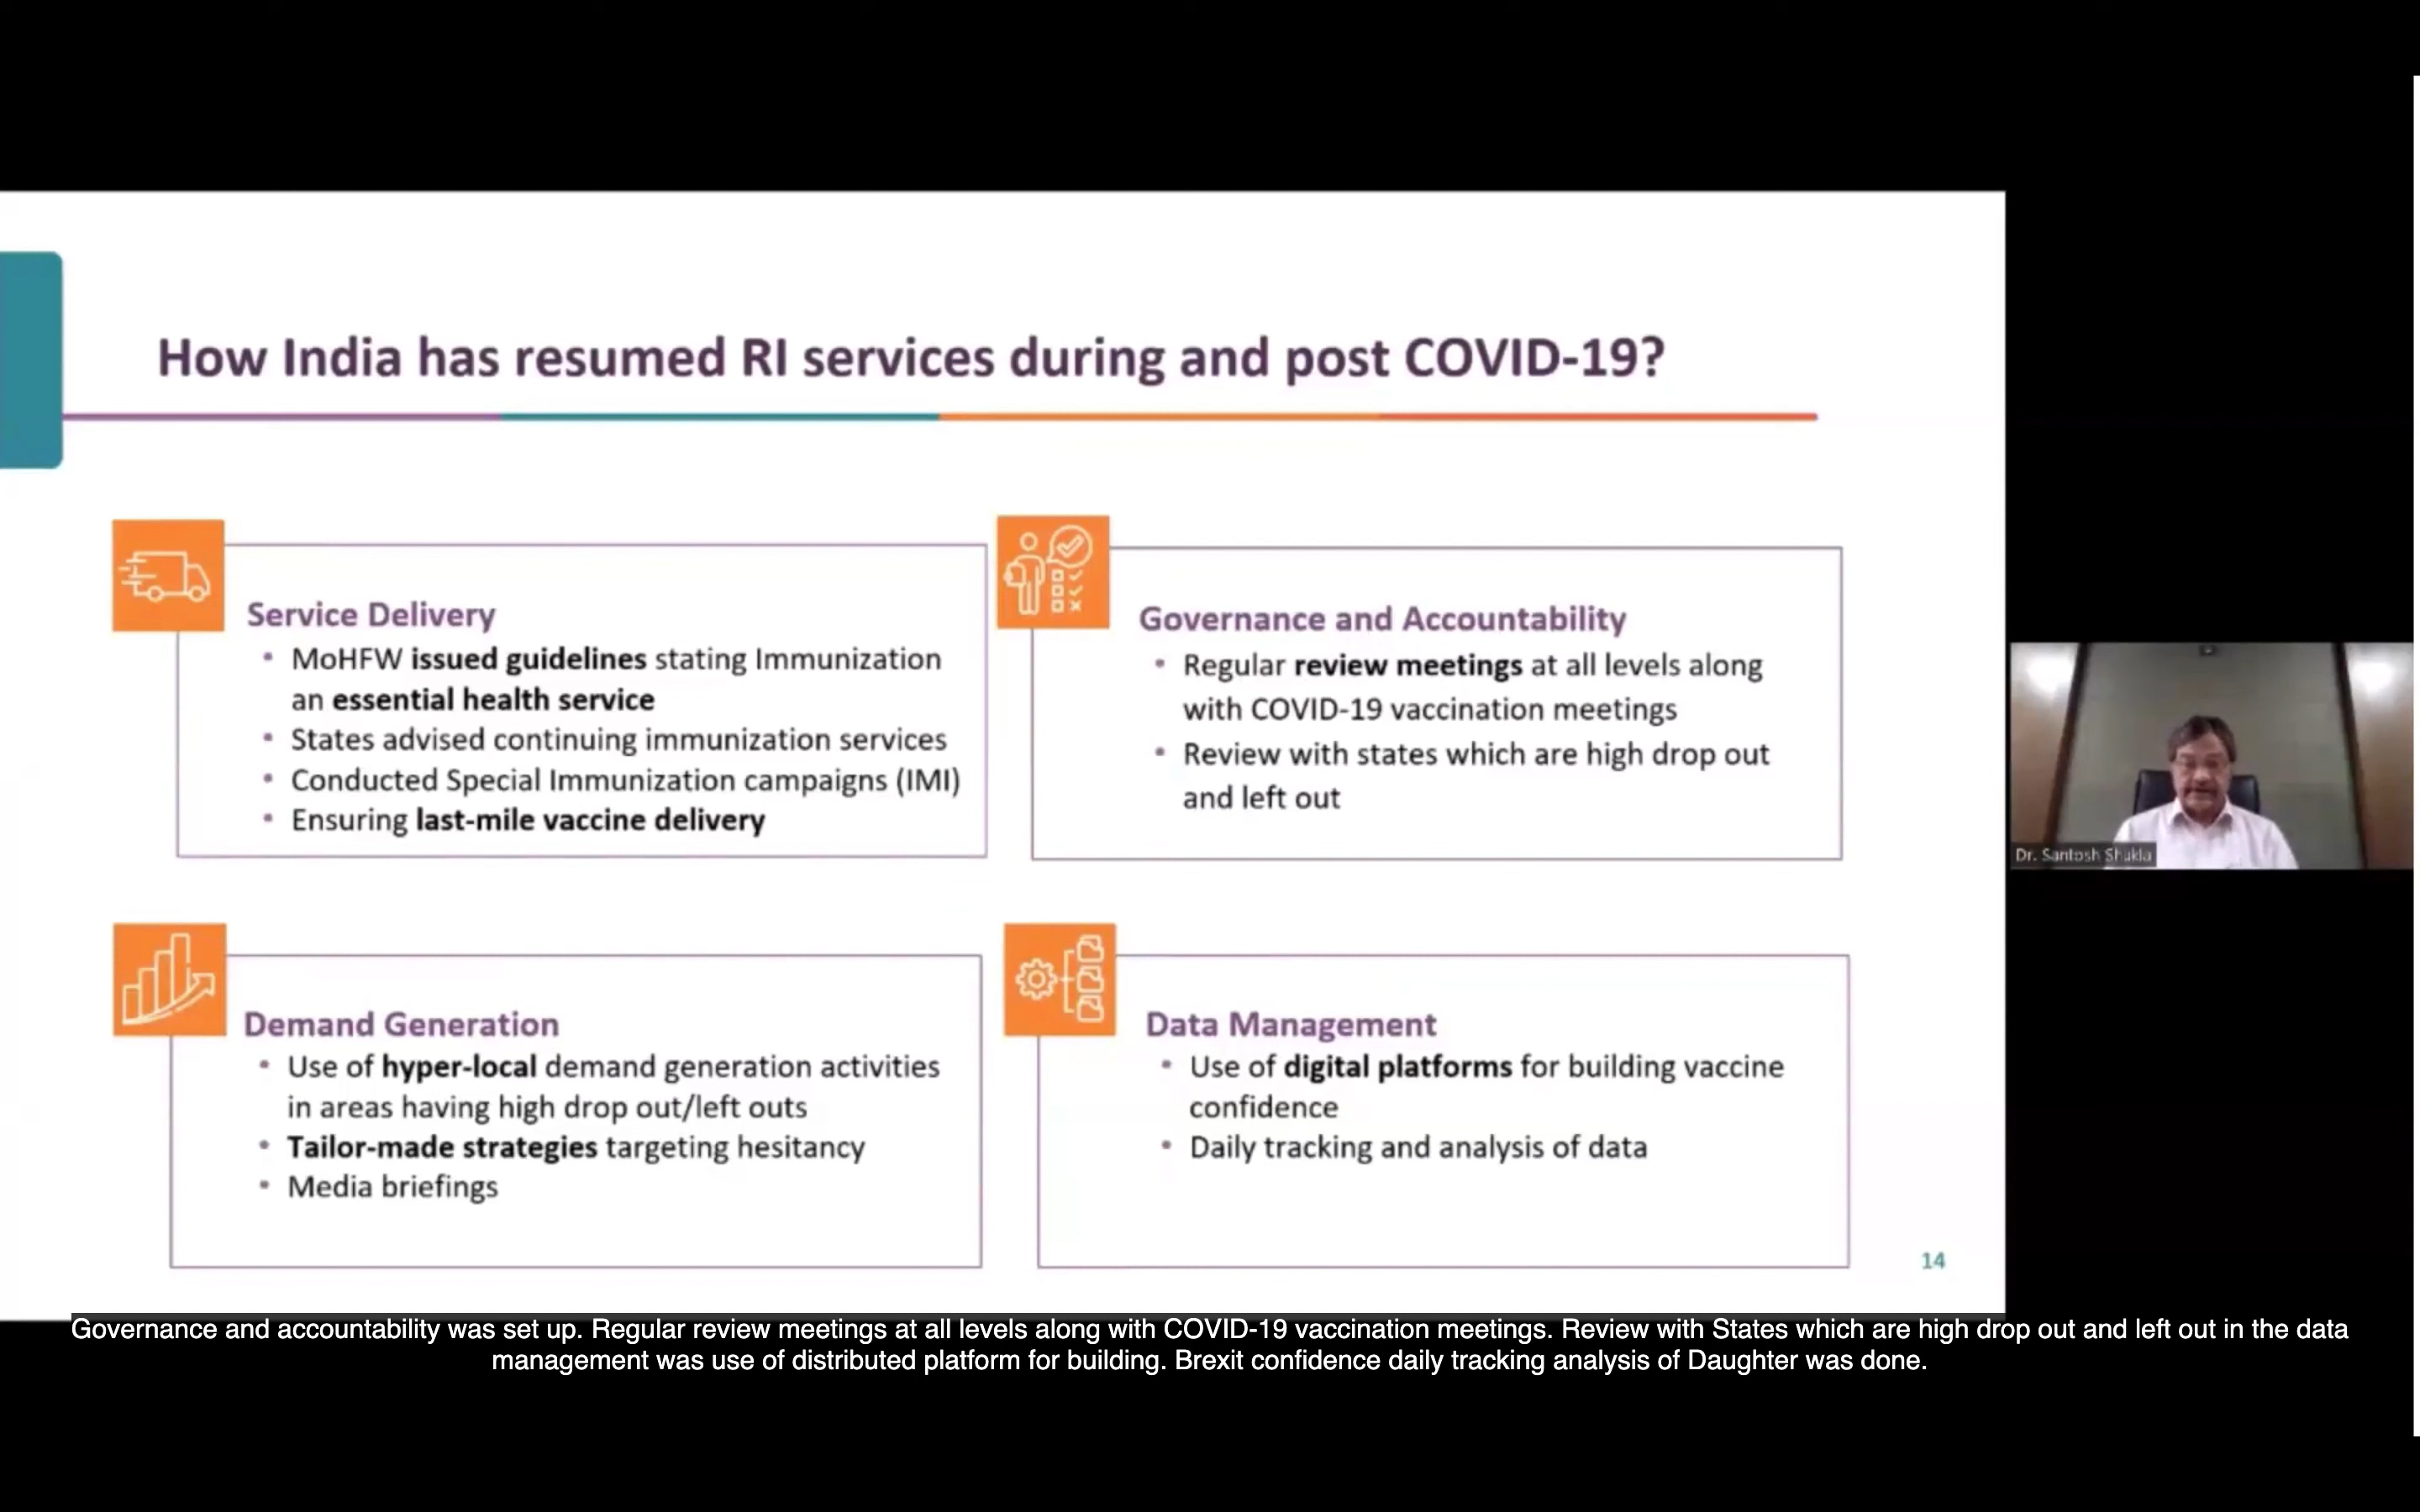 How India has resumed RI services during and post COVID-19?
Service Delivery
• MoHFW issued guidelines stating Immunization
an essential health service
• States advised continuing immunization services
• Conducted Special Immunization campaigns (IMI)
• Ensuring last-mile vaccine delivery
Governance and Accountability
• Regular review meetings at all levels along
with COVID-19 vaccination meetings
• Review with states which are high drop out
and left out
Demand Generation
• Use of hyper-local demand generation activities
in areas having high drop out/left outs
• Tailor-made strategies targeting hesitancy
• Media briefings
Data Management
• Use of digital platforms for building vaccine
confidence
• Daily tracking and analysis of data
14
Dr. Santosh Shukla
Governance and accountability was set up. Regular review meetings at all levels along with COVID-19 vaccination meetings. Review with States which are high drop out and left out in the data
management was use of distributed platform for building. Brexit confidence daily tracking analysis of Daughter was done.